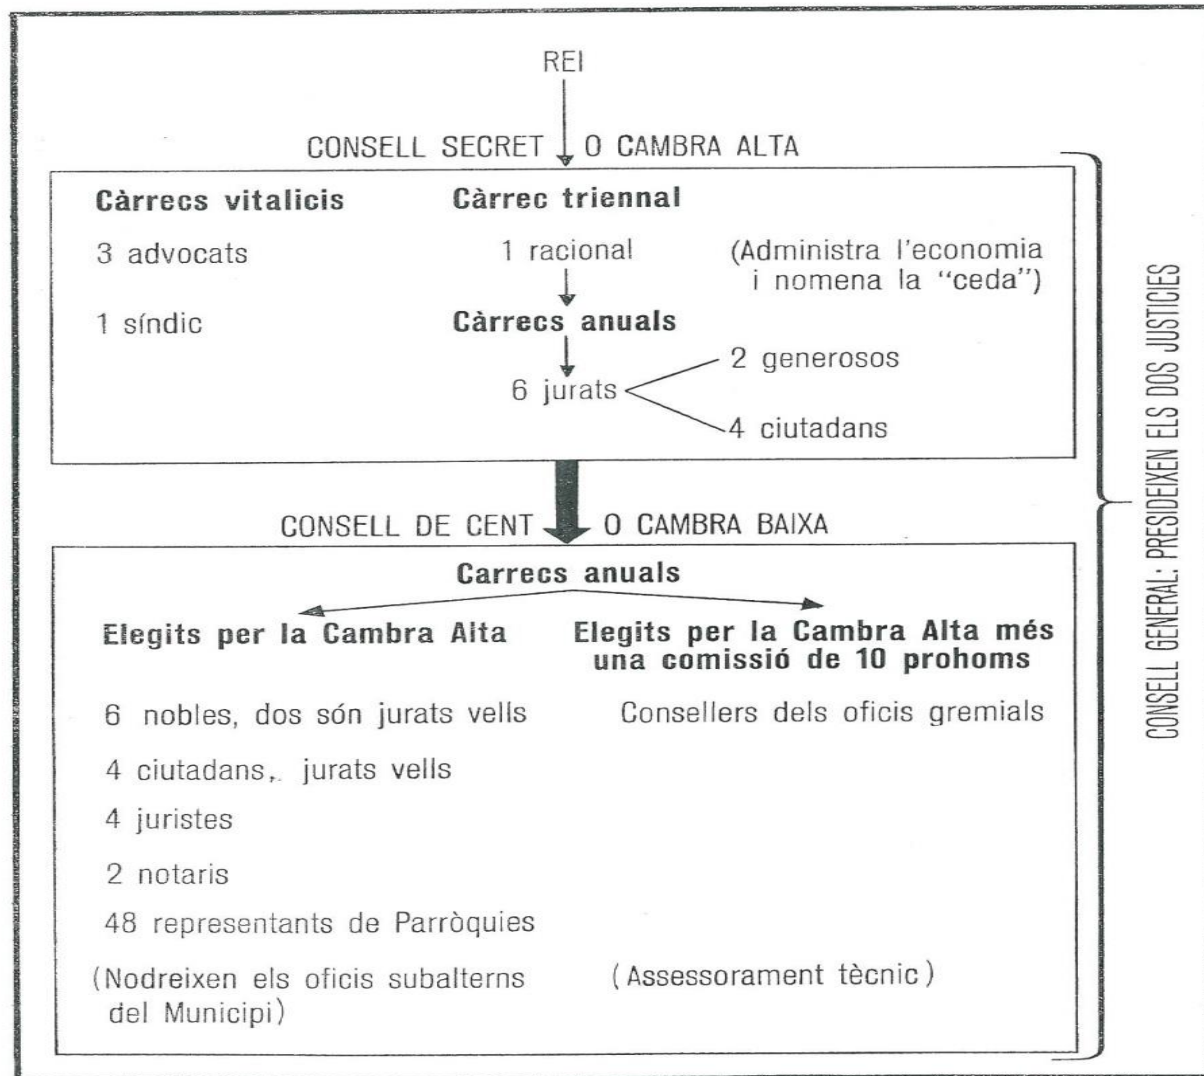 REI
CONSELL SECRET O CAMBRA ALTA
Càrrecs vitalicis
3 advocats
1 síndic
Càrrec triennal
1 racional
(Administra l'economia
i nomena la “ceda”)
Càrrecs anuals
6 jurats
2 generosos
4 ciutadans
CONSELL DE CENT O CAMBRA BAIXA
Carrecs anuals
Elegits per la Cambra Alta
6 nobles, dos són jurats vells
4 ciutadans, jurats vells
4 juristes
2 notaris
48 representants de Parròquies
(Nodreixen els oficis subalterns
del Municipi)
Elegits per la Cambra Alta més
una comissió de 10 prohoms
Consellers dels oficis gremials
(Assessorament tècnic)
CONSELL GENERAL: PRESIDEIXEN ELS DOS JUSTICIES